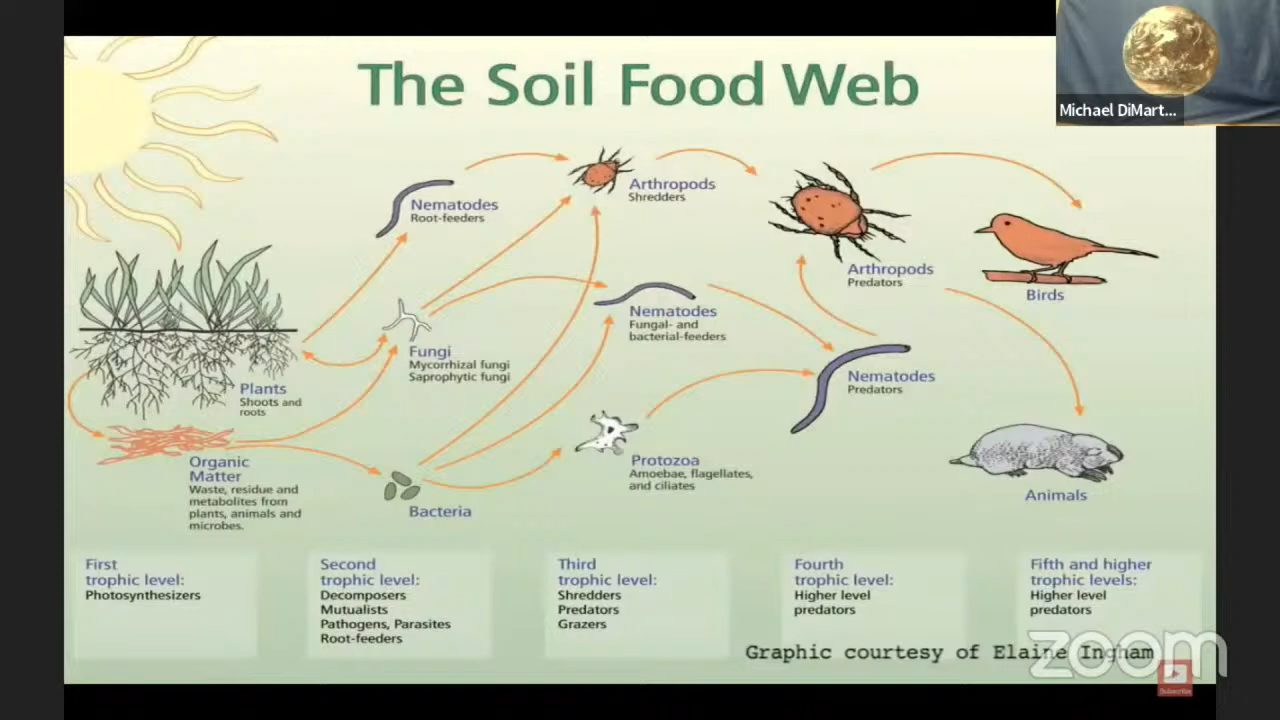 The Soil Food Web
Michael DiMart...
Nematodes
Root-feeders
Arthropods
Shredders
Arthropods
Predators
Birds
Nematodes
Fungal- and
bacterial-feeders
Fungi
Mycorrhizal fungi
Saprophytic fungi
Plants
Shoots and
roots
Nematodes
Predators
Organic
Matter
Waste, residue and
metabolites from
plants, animals and
microbes.
Bacteria
Protozoa
Amoebae, flagellates,
and ciliates
Animals
First
trophic level:
Photosynthesizers
Second
trophic level:
Decomposers
Mutualists
Pathogens, Parasites
Root-feeders
Third
trophic level:
Shredders
Predators
Grazers
Fourth
trophic level:
Higher level
predators
Fifth and higher
trophic levels:
Higher level
predators
Graphic courtesy of Elaine Ingham
zoom
Subscribe